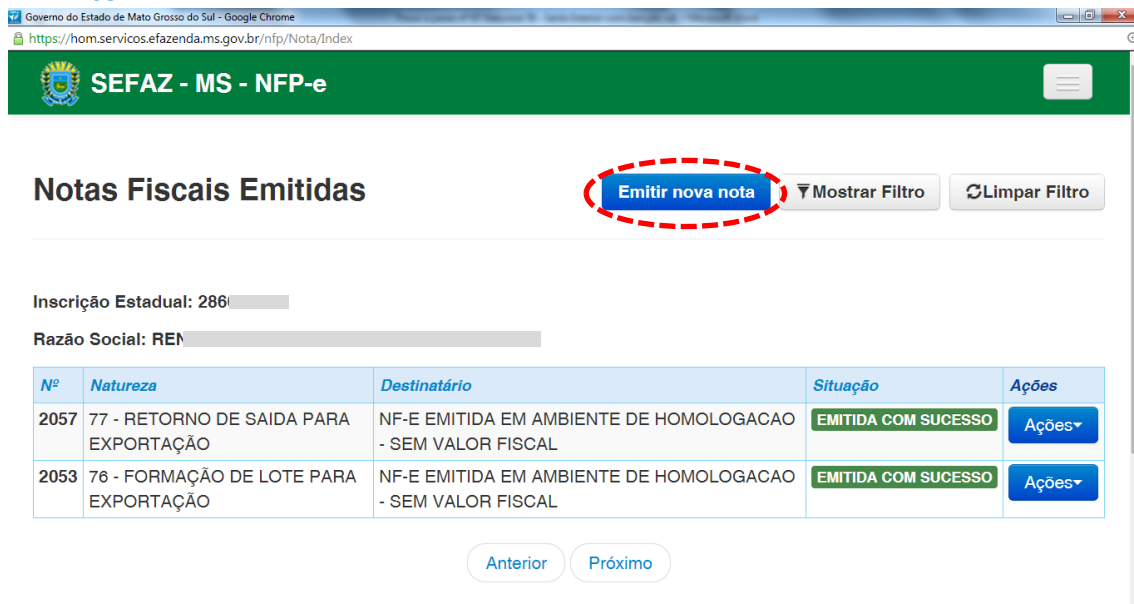 Governo do Estado de Mato Grosso do Sul - Google Chrome
https://hom.servicos.efazenda.ms.gov.br/nfp/Nota/Index
SEFAZ - MS - NFP-e
Notas Fiscais Emitidas
Emitir nova nota
Mostrar Filtro
Limpar Filtro
Inscrição Estadual: 286
Razão Social: REN
Nº Natureza Destinatário Situação Ações
2057 77 - RETORNO DE SAIDA PARA NF-E EMITIDA EM AMBIENTE DE HOMOLOGACAO EMITIDA COM SUCESSO Ações
EXPORTAÇÃO - SEM VALOR FISCAL
2053 76 - FORMAÇÃO DE LOTE PARA NF-E EMITIDA EM AMBIENTE DE HOMOLOGACAO EMITIDA COM SUCESSO Ações
EXPORTAÇÃO - SEM VALOR FISCAL
Anterior Próximo